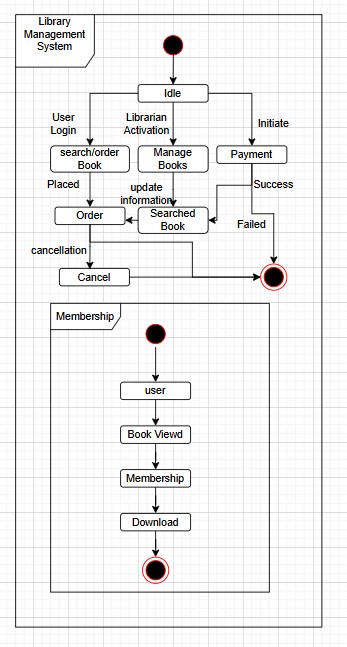 Library
Management
System
Idle
User
Login
Librarian
Activation
Initiate
search/order
Book
Manage
Books
Payment
Placed
update
information
Success
Order
Searched
Book
Failed
cancellation
Cancel
Membership
user
Book Viewd
Membership
Download